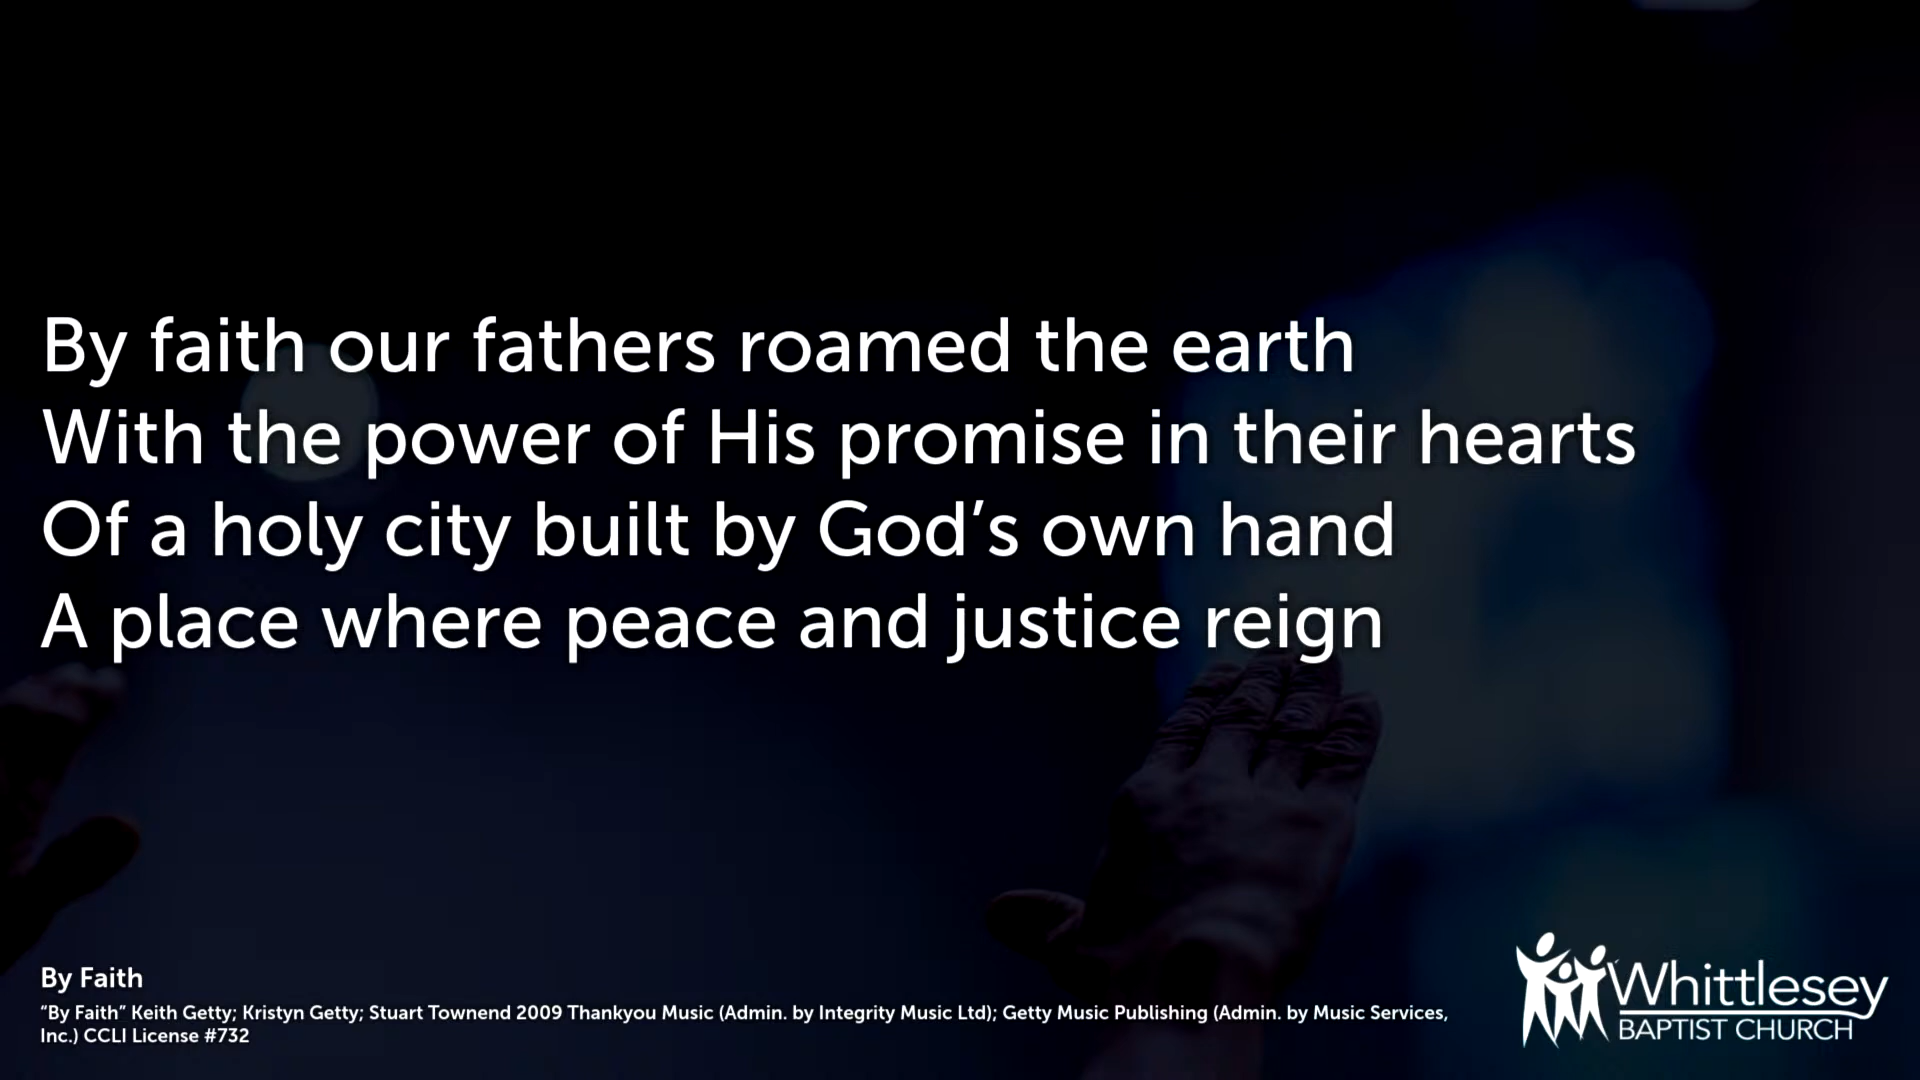 By faith our fathers roamed the earth
With the power of His promise in their hearts
Of a holy city built by God’s own hand
A place where peace and justice reign
By Faith
“By Faith” Keith Getty; Kristyn Getty; Stuart Townend 2009 Thankyou Music (Admin. by Integrity Music Ltd); Getty Music Publishing (Admin. by Music Services,
Inc.) CCLI License #732
Whittlesey
BAPTIST CHURCH